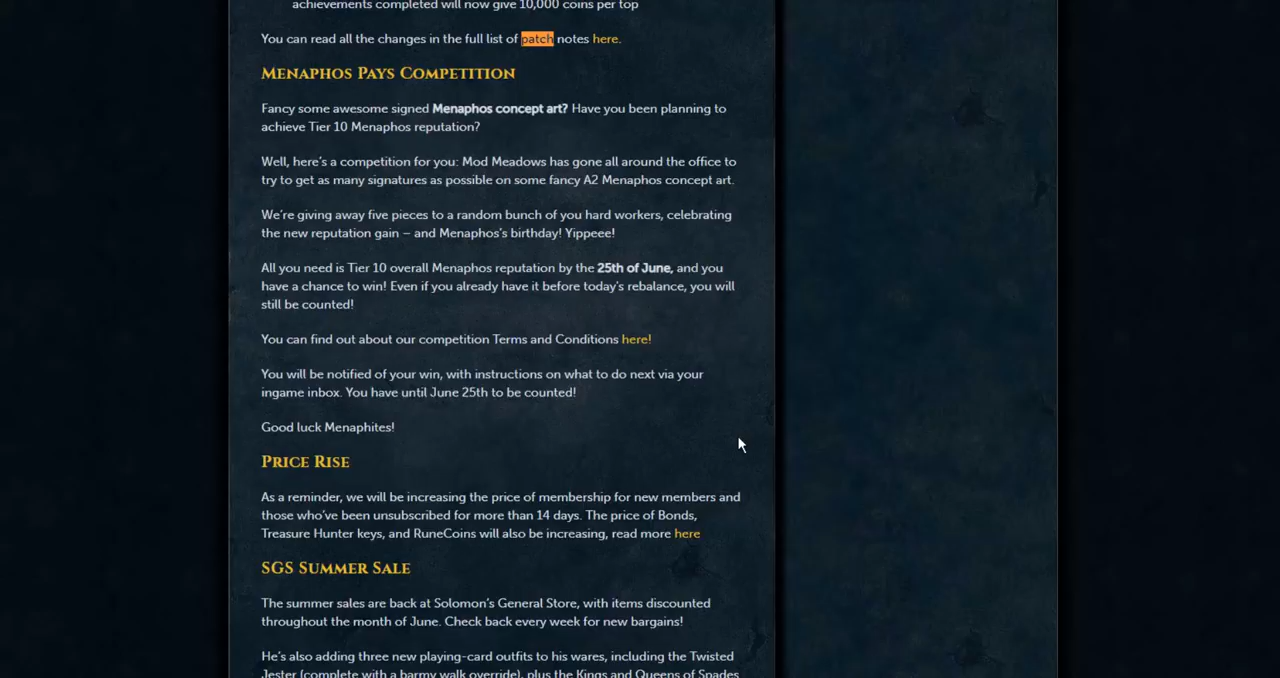 achievements completed will now give 10,000 coins per top
You can read all the changes in the full list of patch notes here.
Menaphos Pays Competition
Fancy some awesome signed Menaphos concept art? Have you been planning to
achieve Tier 10 Menaphos reputation?
Well, here's a competition for you: Mod Meadows has gone all around the office to
try to get as many signatures as possible on some fancy A2 Menaphos concept art.
We're giving away five pieces to a random bunch of you hard workers, celebrating
the new reputation gain – and Menaphos's birthday! Yippeee!
All you need is Tier 10 overall Menaphos reputation by the 25th of June, and you
have a chance to win! Even if you already have it before today's rebalance, you will
still be counted!
You can find out about our competition Terms and Conditions here!
You will be notified of your win, with instructions on what to do next via your
ingame inbox. You have until June 25th to be counted!
Good luck Menaphites!
Price Rise
As a reminder, we will be increasing the price of membership for new members and
those who've been unsubscribed for more than 14 days. The price of Bonds,
Treasure Hunter keys, and RuneCoins will also be increasing, read more here
SGS Summer Sale
The summer sales are back at Solomon's General Store, with items discounted
throughout the month of June. Check back every week for new bargains!
He's also adding three new playing-card outfits to his wares, including the Twisted
Jester (complete with a barmy walk override), plus the Kings and Queens of Spades